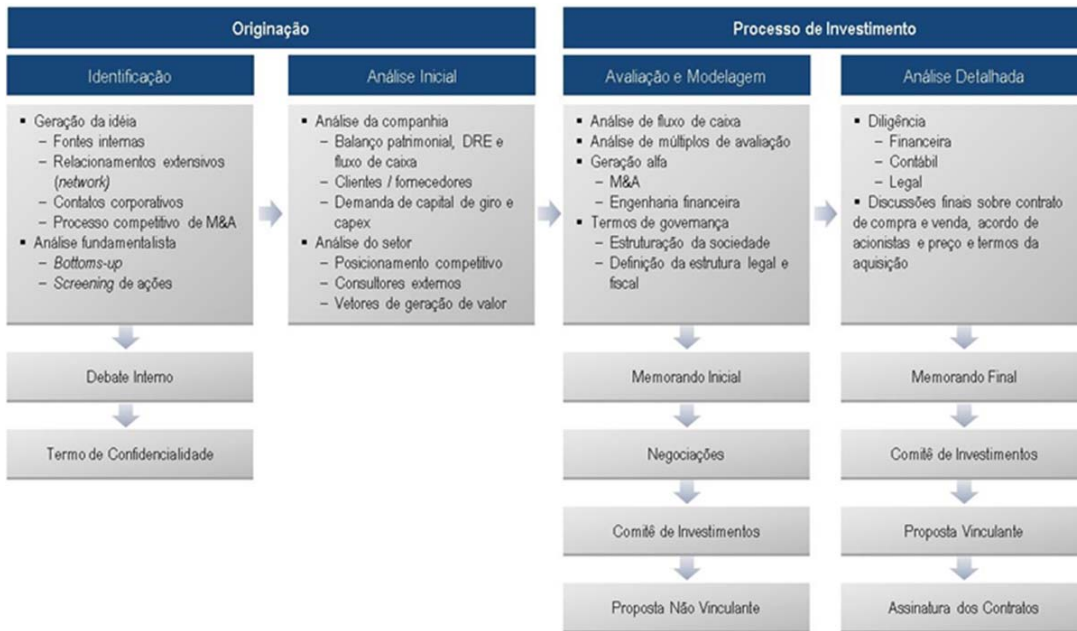 Originação
Processo de Investimento
Identificação
Análise Inicial
Avaliação e Modelagem
Análise Detalhada
▪ Geração da idéia
– Fontes internas
– Relacionamentos extensivos
(network)
– Contatos corporativos
– Processo competitivo de M&A
▪ Análise fundamentalista
– Bottoms-up
– Screening de ações
▪ Análise da companhia
– Balanço patrimonial, DRE e
fluxo de caixa
– Clientes / fornecedores
– Demanda de capital de giro e
capex
▪ Análise do setor
– Posicionamento competitivo
– Consultores externos
– Vetores de geração de valor
▪ Análise de fluxo de caixa
▪ Análise de múltiplos de avaliação
▪ Geração alfa
– M&A
– Engenharia financeira
▪ Termos de governança
– Estruturação da sociedade
– Definição da estrutura legal e
fiscal
▪ Diligência
– Financeira
– Contábil
– Legal
▪ Discussões finais sobre contrato
de compra e venda, acordo de
acionistas e preço e termos da
aquisição
Debate Interno
Termo de Confidencialidade
Memorando Inicial
Negociações
Comitê de Investimentos
Proposta Não Vinculante
Memorando Final
Comitê de Investimentos
Proposta Vinculante
Assinatura dos Contratos